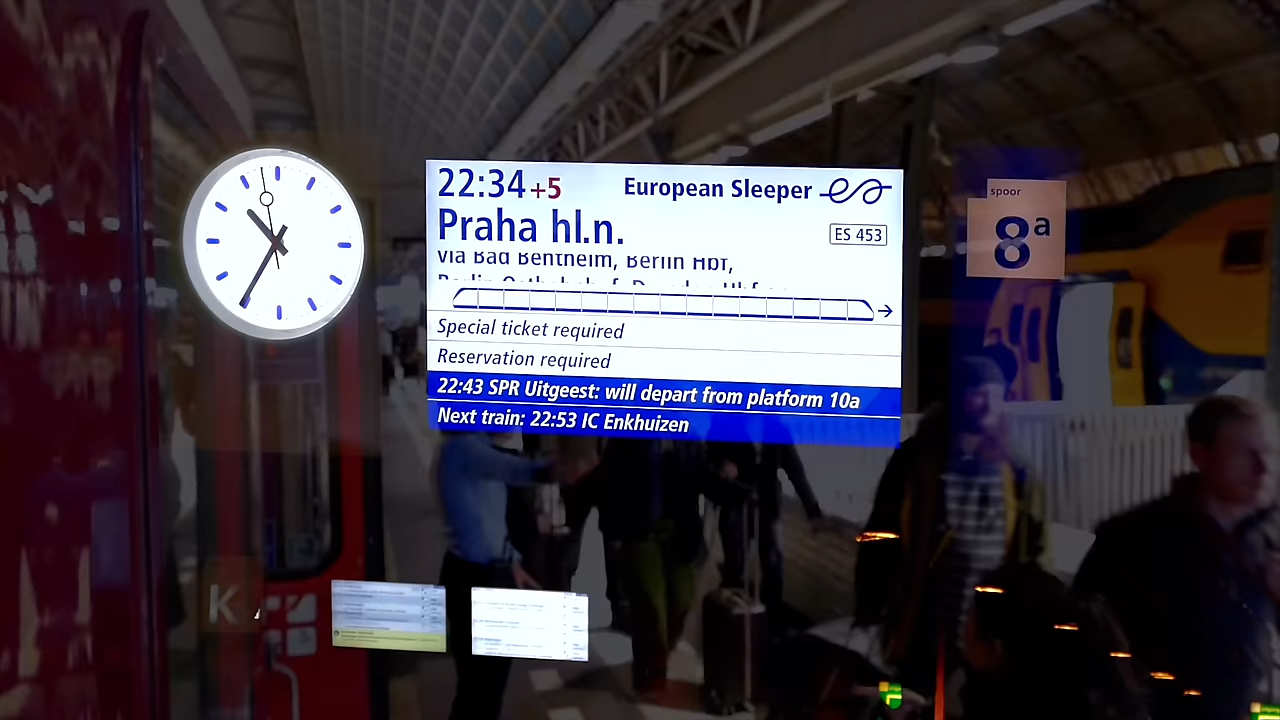 22:34+5 European Sleeper
Praha hl.n. ES 453
via Bad Bentheim, Berlin Hbf,
Special ticket required
Reservation required
22:43 SPR Uitgeest: will depart from platform 10a
Next train: 22:53 IC Enkhuizen
spoor
8a
K